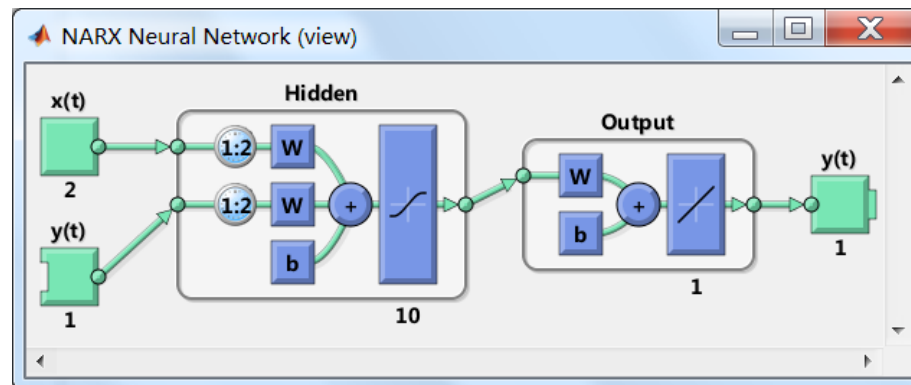 NARX Neural Network (view)
Hidden
x(t)
1:2
W
2
Output
y(t)
1:2
W
+
b
1
10
W
+
b
1
y(t)
1